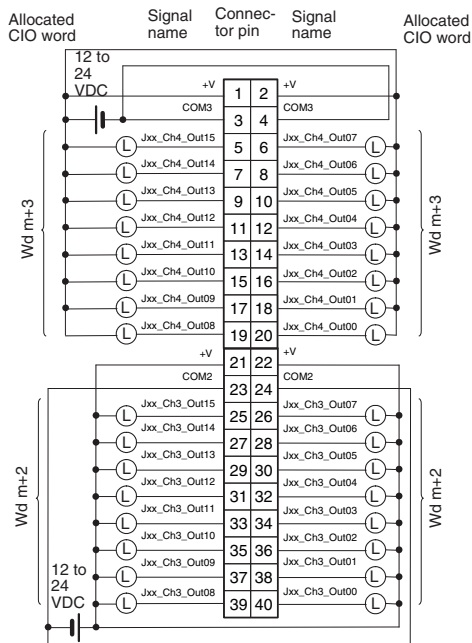 Allocated CIO word
Signal name
Connec-tor pin
Signal name
Allocated CIO word
12 to 24 VDC
+V 1 2 +V
COM3 3 4 COM3
L Jxx_Ch4_Out15 5 6 Jxx_Ch4_Out07 L
L Jxx_Ch4_Out14 7 8 Jxx_Ch4_Out06 L
L Jxx_Ch4_Out13 9 10 Jxx_Ch4_Out05 L
L Jxx_Ch4_Out12 11 12 Jxx_Ch4_Out04 L
L Jxx_Ch4_Out11 13 14 Jxx_Ch4_Out03 L
L Jxx_Ch4_Out10 15 16 Jxx_Ch4_Out02 L
L Jxx_Ch4_Out09 17 18 Jxx_Ch4_Out01 L
L Jxx_Ch4_Out08 19 20 Jxx_Ch4_Out00 L
Wd m+3
Wd m+3
+V 21 22 +V
COM2 23 24 COM2
L Jxx_Ch3_Out15 25 26 Jxx_Ch3_Out07 L
L Jxx_Ch3_Out14 27 28 Jxx_Ch3_Out06 L
L Jxx_Ch3_Out13 29 30 Jxx_Ch3_Out05 L
L Jxx_Ch3_Out12 31 32 Jxx_Ch3_Out04 L
L Jxx_Ch3_Out11 33 34 Jxx_Ch3_Out03 L
L Jxx_Ch3_Out10 35 36 Jxx_Ch3_Out02 L
L Jxx_Ch3_Out09 37 38 Jxx_Ch3_Out01 L
L Jxx_Ch3_Out08 39 40 Jxx_Ch3_Out00 L
Wd m+2
Wd m+2
12 to 24 VDC